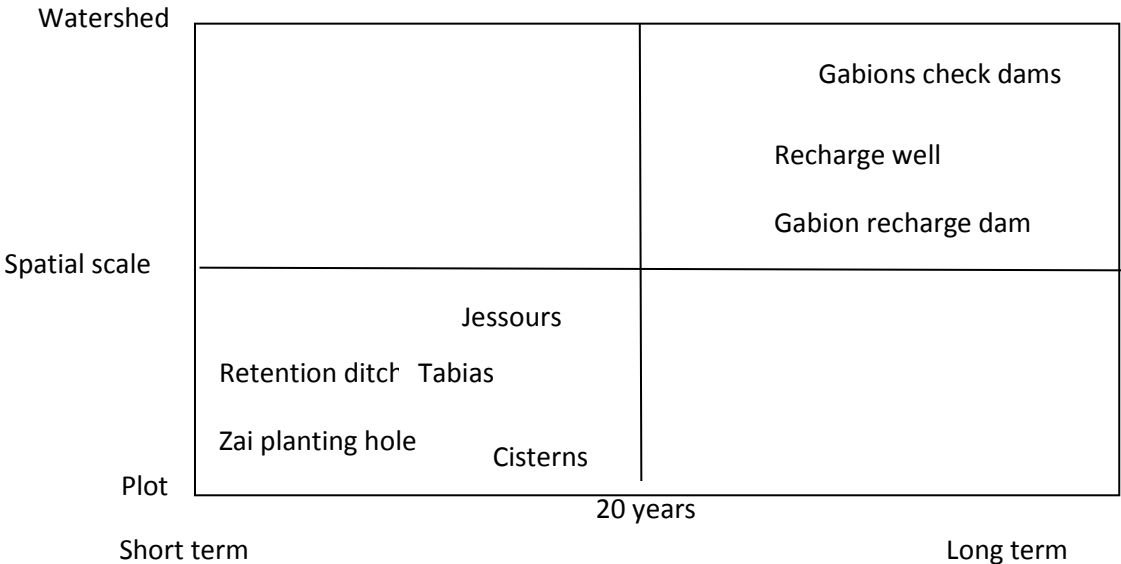 Watershed
Gabions check dams
Recharge well
Gabion recharge dam
Spatial scale
Jessours
Retention ditch Tabias
Zai planting hole
Cisterns
Plot
20 years
Short term Long term